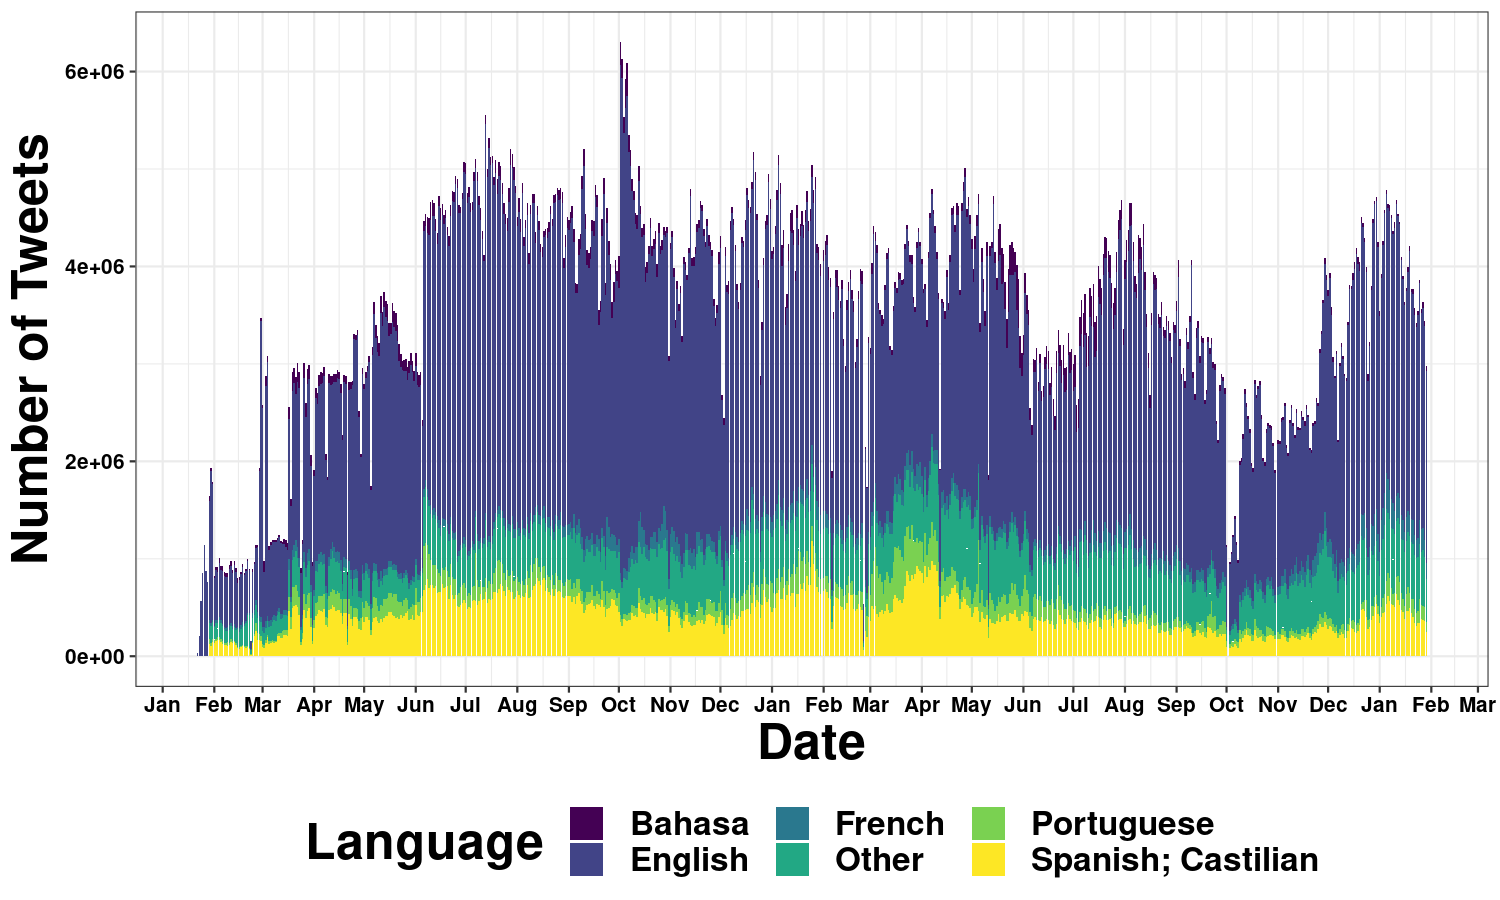 Number of Tweets
6e+06
4e+06
2e+06
0e+00
Jan Feb Mar Apr May Jun Jul Aug Sep Oct Nov Dec Jan Feb Mar Apr May Jun Jul Aug Sep Oct Nov Dec Jan Feb Mar
Date
Language
Bahasa French Portuguese
English Other Spanish; Castilian